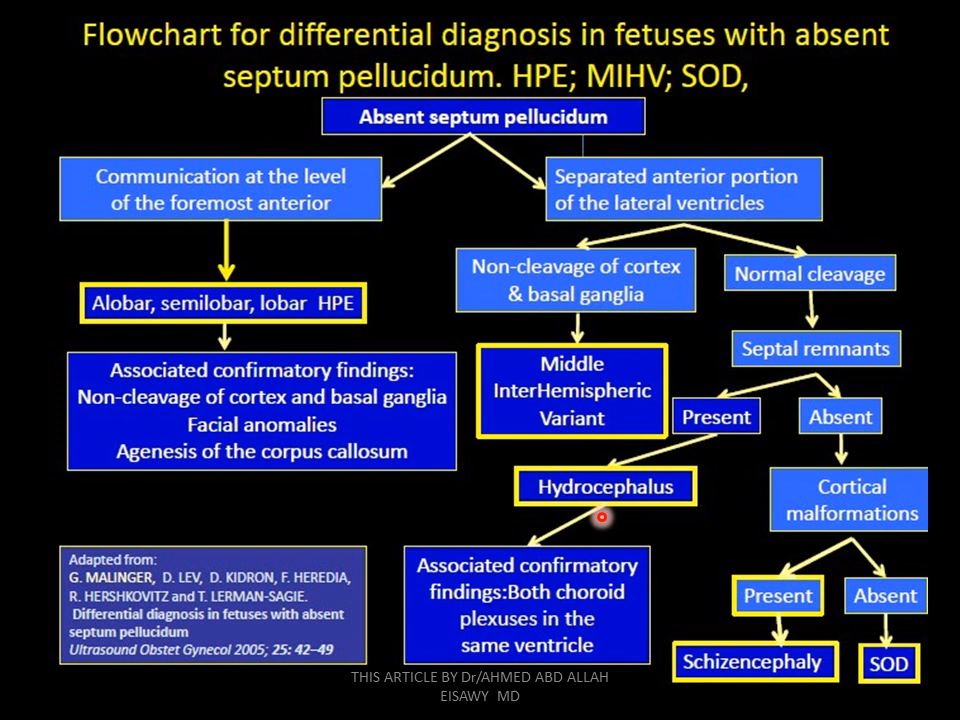 Flowchart for differential diagnosis in fetuses with absent
septum pellucidum. HPE; MIHV; SOD,
Absent septum pellucidum
Communication at the level
of the foremost anterior
Separated anterior portion
of the lateral ventricles
Non-cleavage of cortex
& basal ganglia
Normal cleavage
Alobar, semilobar, lobar HPE
Septal remnants
Associated confirmatory findings:
Non-cleavage of cortex and basal ganglia
Facial anomalies
Agenesis of the corpus callosum
Middle
InterHemispheric
Variant
Present
Absent
Hydrocephalus
Cortical
malformations
Associated confirmatory
findings:Both choroid
plexuses in the
same ventricle
Present
Absent
Schizencephaly
SOD
Adapted from:
G. MALINGER, D. LEV, D. KIDRON, F. HEREDIA,
R. HERSHKOVITZ and T. LERMAN-SAGIE.
Differential diagnosis in fetuses with absent
septum pellucidum
Ultrasound Obstet Gynecol 2005; 25: 42–49
THIS ARTICLE BY Dr/AHMED ABD ALLAH
EISAWY MD